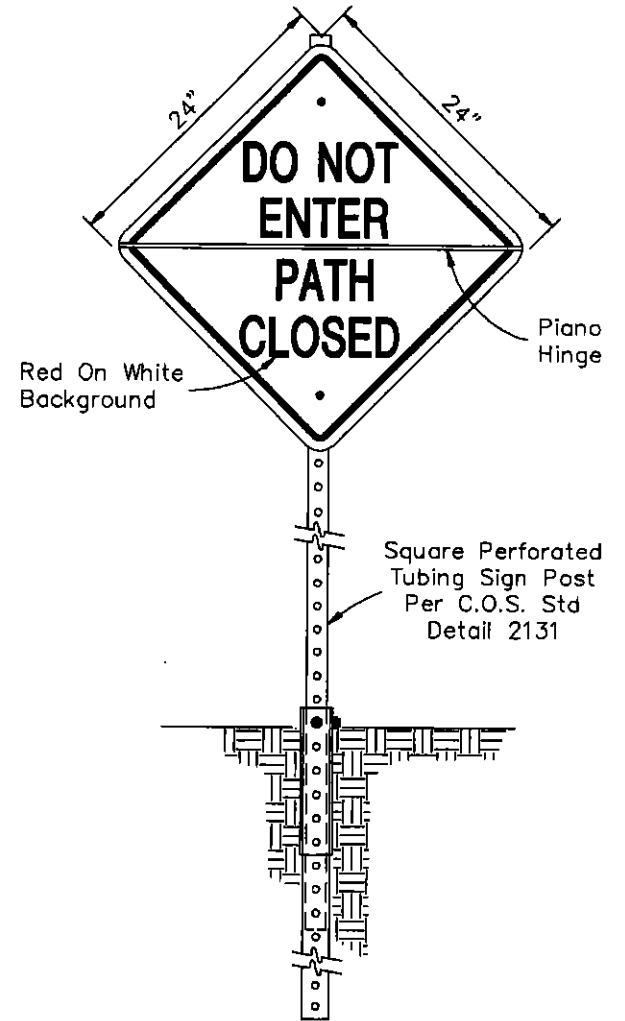 24"
24"
DO NOT
ENTER
PATH
CLOSED
Piano
Hinge
Red On White
Background
Square Perforated
Tubing Sign Post
Per C.O.S. Std
Detail 2131